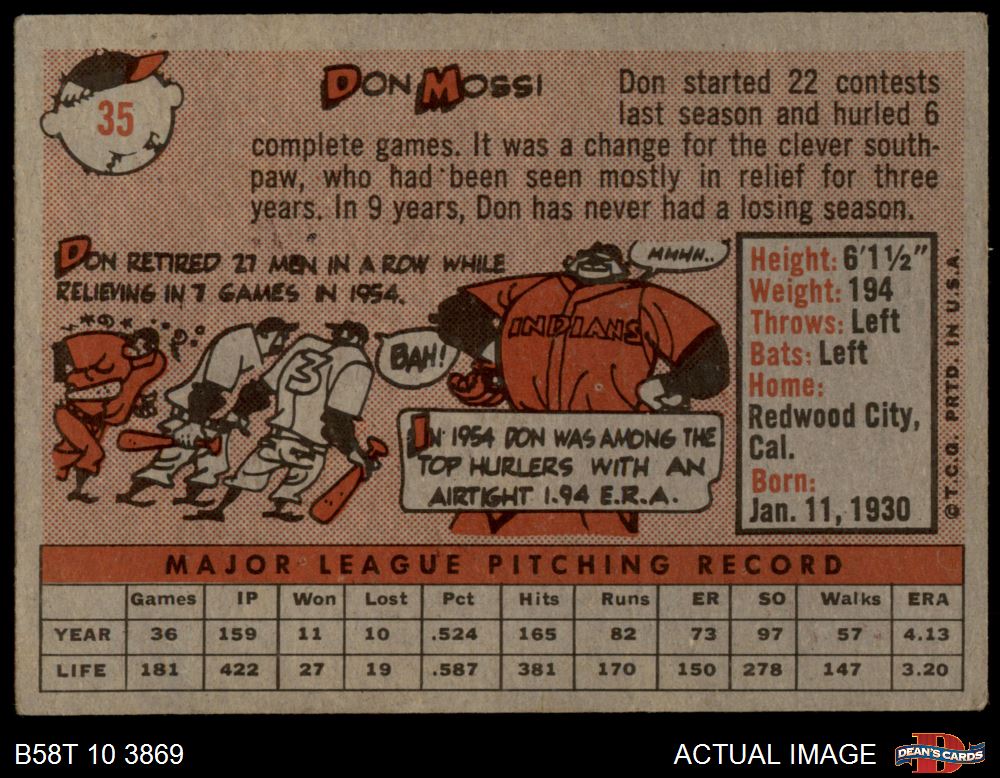 35
DON MOSSI
Don started 22 contests
last season and hurled 6
complete games. It was a change for the clever south-
paw, who had been seen mostly in relief for three
years. In 9 years, Don has never had a losing season.
DON RETIRED 27 MEN IN A ROW WHILE
RELIEVING IN 7 GAMES IN 1954.
MMHN..
INDIANS
BAH!
3
IN 1954 DON WAS AMONG THE
TOP HURLERS WITH AN
AIRTIGHT 1.94 E.R.A.
Height: 6'1½"
Weight: 194
Throws: Left
Bats: Left
Home:
Redwood City,
Cal.
Born:
Jan. 11, 1930
© T.C.G. PRTD. IN U.S.A.
MAJOR LEAGUE PITCHING RECORD
Games IP Won Lost Pct Hits Runs ER SO Walks ERA
YEAR 36 159 11 10 .524 165 82 73 97 57 4.13
LIFE 181 422 27 19 .587 381 170 150 278 147 3.20
B58T 10 3869
ACTUAL IMAGE
DEAN'S CARDS